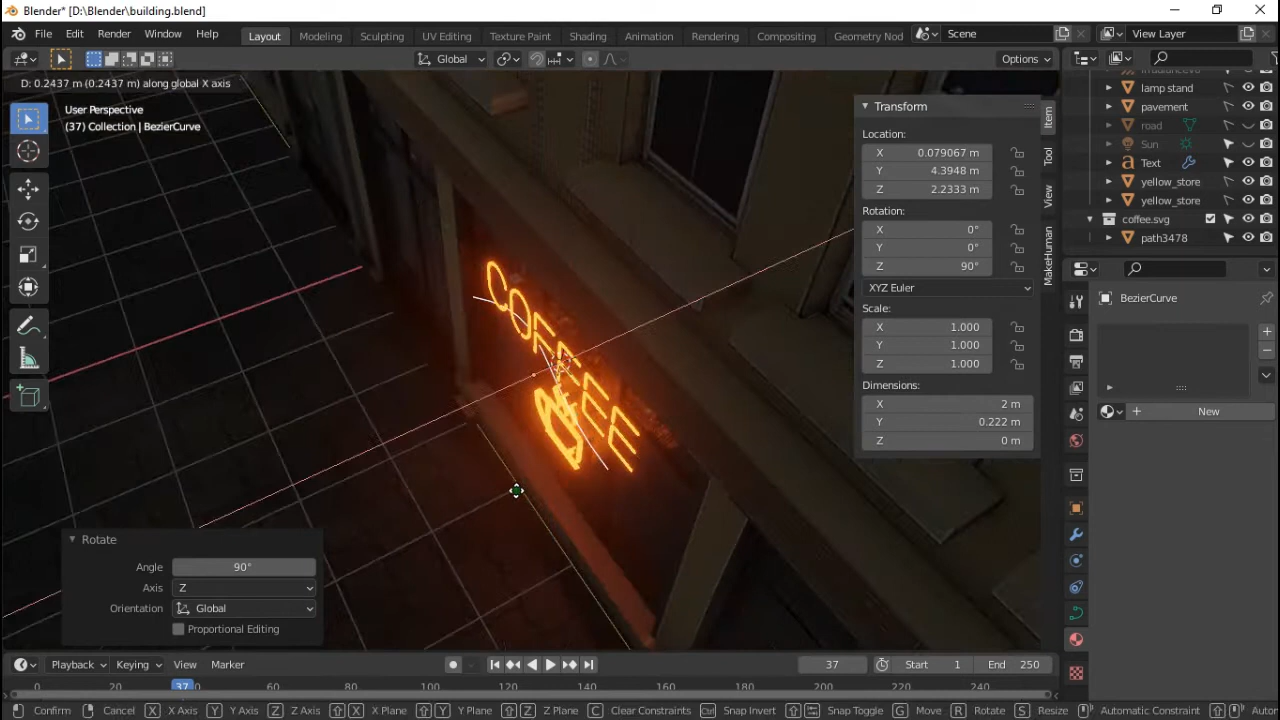 Blender* [D:\Blender\building.blend]
File Edit Render Window Help Layout Modeling Sculpting UV Editing Texture Paint Shading Animation Rendering Compositing Geometry Nod Scene View Layer
Global Options
D: 0.2437 m (0.2437 m) along global X axis
User Perspective
(37) Collection | BezierCurve
COFFEE
Transform
Location:
X 0.079067 m
Y 4.3948 m
Z 2.2333 m
Rotation:
X 0°
Y 0°
Z 90°
XYZ Euler
Scale:
X 1.000
Y 1.000
Z 1.000
Dimensions:
X 2 m
Y 0.222 m
Z 0 m
Item
Tool
View
MakeHuman
lamp stand
pavement
road
Sun
Text
yellow_store
yellow_store
coffee.svg
path3478
BezierCurve
New
Rotate
Angle 90°
Axis Z
Orientation Global
Proportional Editing
Playback Keying View Marker 37 Start 1 End 250
0 20 37 60 80 100 120 140 160 180 200 220 240
Confirm Cancel X X Axis Y Y Axis Z Z Axis X X Plane Y Y Plane Z Z Plane C Clear Constraints Ctrl Snap Invert Snap Toggle G Move R Rotate S Resize Automatic Constraint